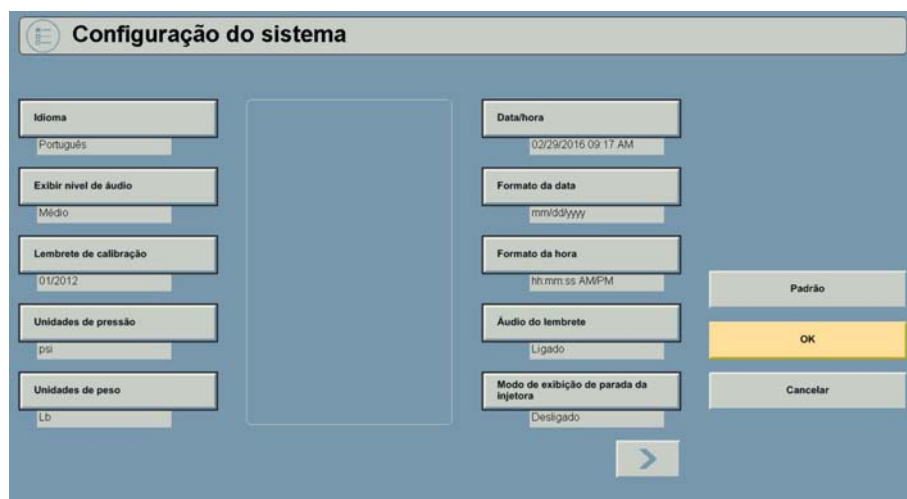 Configuração do sistema
Idioma
Português
Exibir nível de áudio
Médio
Lembrete de calibração
01/2012
Unidades de pressão
psi
Unidades de peso
Lb
Data/hora
02/29/2016 09:17 AM
Formato da data
mm/dd/yyyy
Formato da hora
hh:mm:ss AM/PM
Áudio do lembrete
Ligado
Modo de exibição de parada da
injetora
Desligado
Padrão
OK
Cancelar